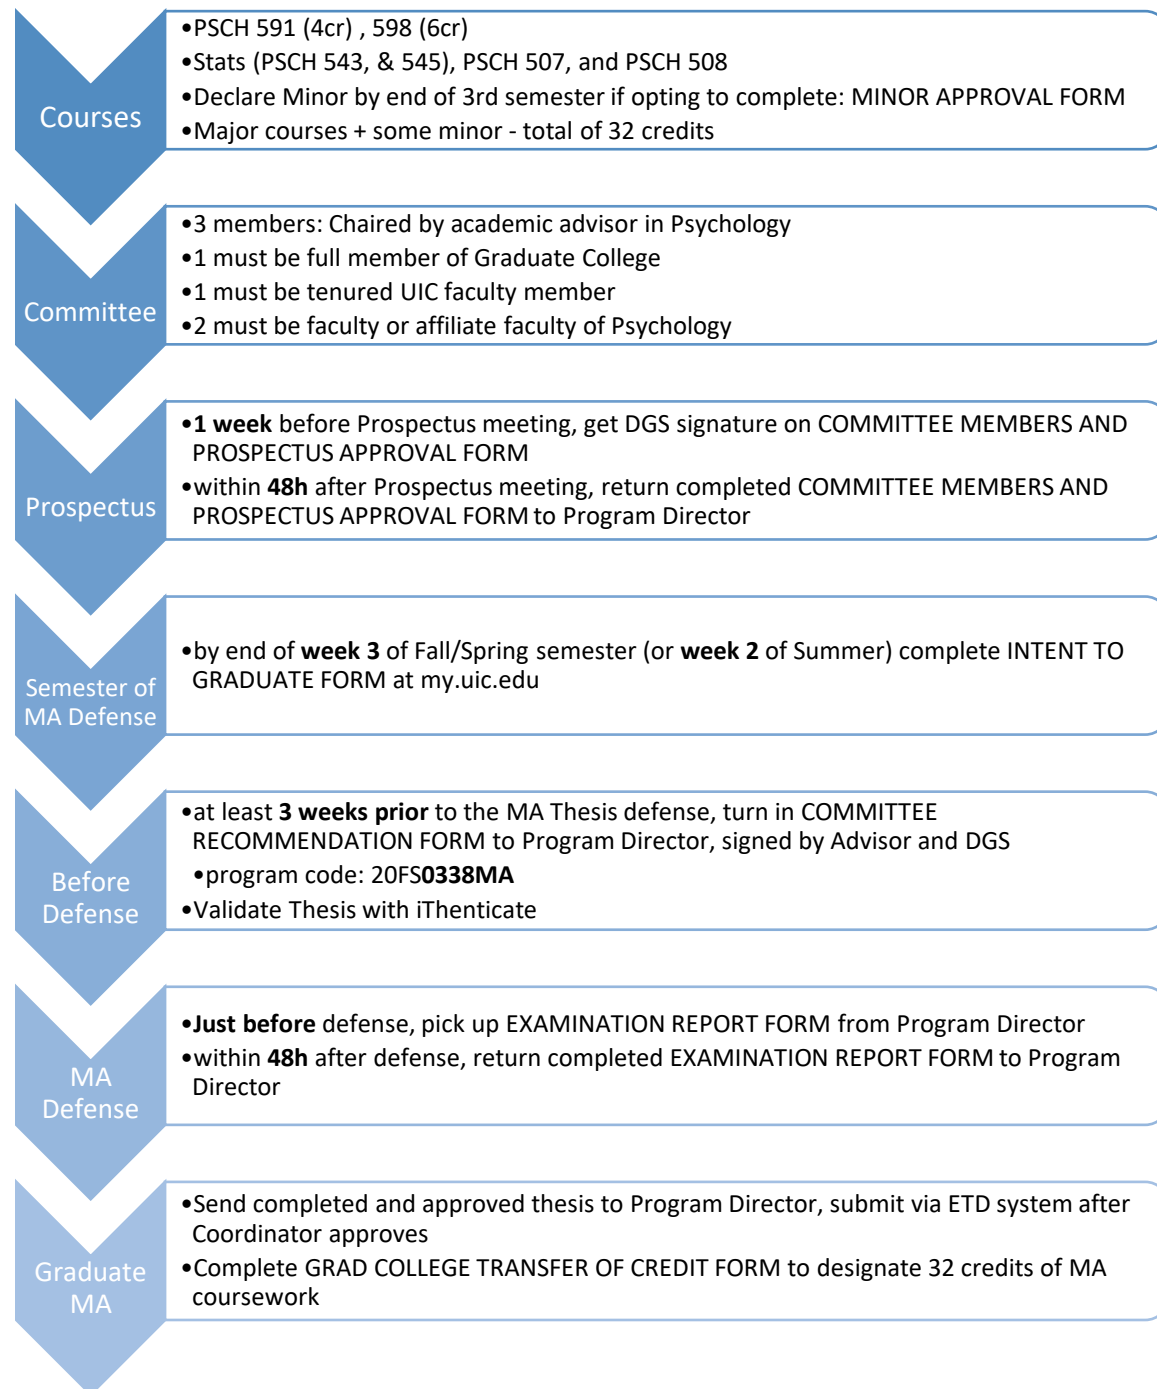 Courses
•PSCH 591 (4cr) , 598 (6cr)
•Stats (PSCH 543, & 545), PSCH 507, and PSCH 508
•Declare Minor by end of 3rd semester if opting to complete: MINOR APPROVAL FORM
•Major courses + some minor - total of 32 credits
Committee
•3 members: Chaired by academic advisor in Psychology
•1 must be full member of Graduate College
•1 must be tenured UIC faculty member
•2 must be faculty or affiliate faculty of Psychology
Prospectus
•1 week before Prospectus meeting, get DGS signature on COMMITTEE MEMBERS AND
PROSPECTUS APPROVAL FORM
•within 48h after Prospectus meeting, return completed COMMITTEE MEMBERS AND
PROSPECTUS APPROVAL FORM to Program Director
Semester of
MA Defense
•by end of week 3 of Fall/Spring semester (or week 2 of Summer) complete INTENT TO
GRADUATE FORM at my.uic.edu
Before
Defense
•at least 3 weeks prior to the MA Thesis defense, turn in COMMITTEE
RECOMMENDATION FORM to Program Director, signed by Advisor and DGS
•program code: 20FS0338MA
•Validate Thesis with iThenticate
MA
Defense
•Just before defense, pick up EXAMINATION REPORT FORM from Program Director
•within 48h after defense, return completed EXAMINATION REPORT FORM to Program
Director
Graduate
MA
•Send completed and approved thesis to Program Director, submit via ETD system after
Coordinator approves
•Complete GRAD COLLEGE TRANSFER OF CREDIT FORM to designate 32 credits of MA
coursework